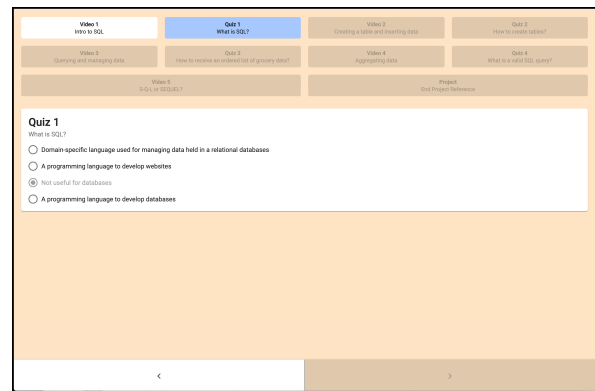 Video 1
Intro to SQL
Quiz 1
What is SQL?
Video 2
Creating a table and inserting data
Quiz 2
How to create tables?
Video 3
Querying and managing data
Quiz 3
How to receive an ordered list of grocery data?
Video 4
Aggregating data
Quiz 4
What is a valid SQL query?
Video 5
S-Q-L or SEQUEL?
Project
End Project Reference
Quiz 1
What is SQL?
Domain-specific language used for managing data held in a relational databases
A programming language to develop websites
Not useful for databases
A programming language to develop databases